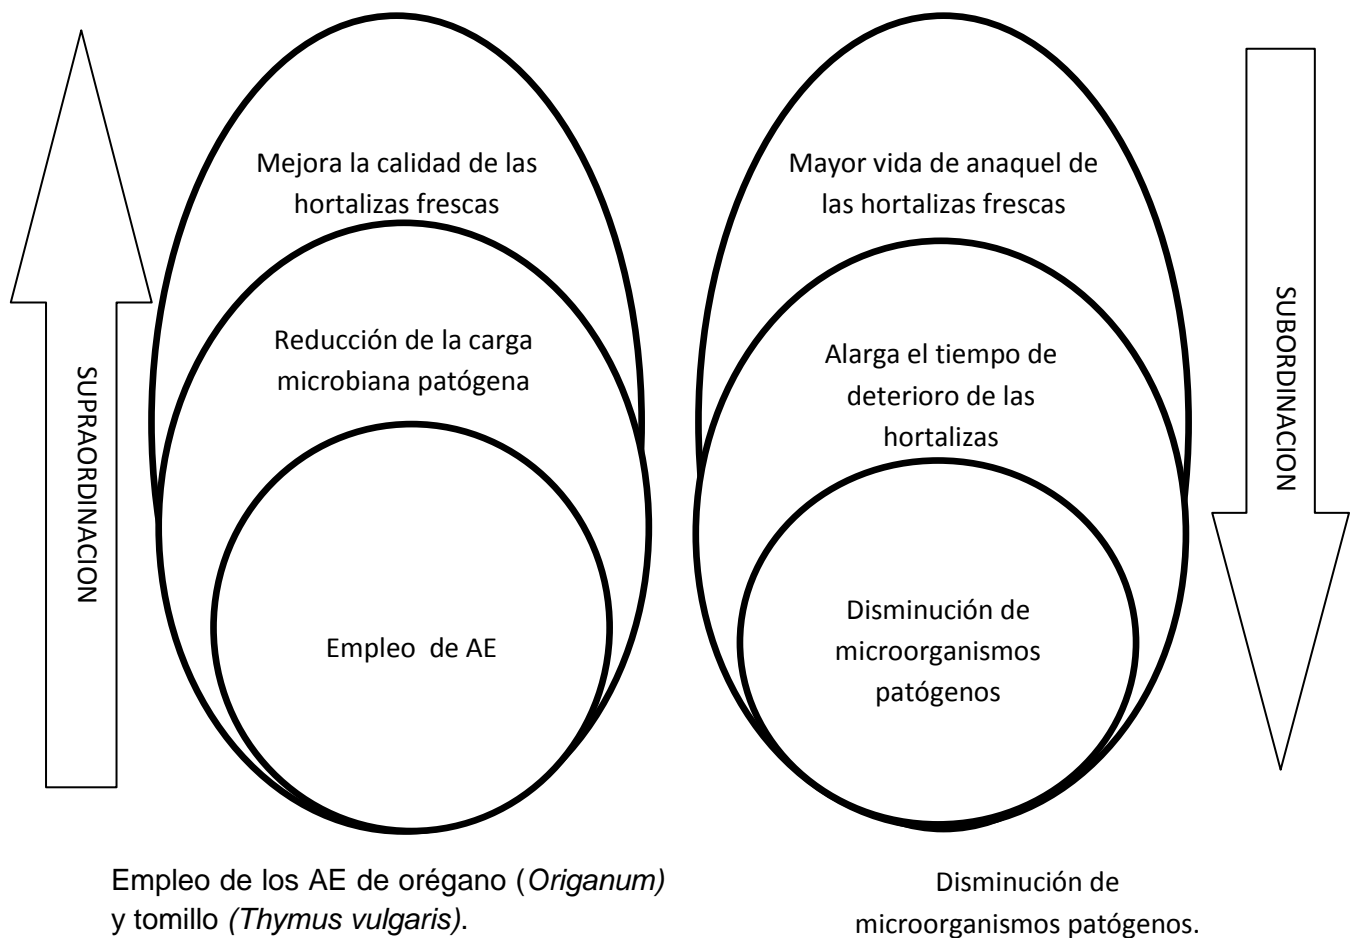 SUPRAORDINACION
Mejora la calidad de las
hortalizas frescas
Reducción de la carga
microbiana patógena
Empleo  de AE
Mayor vida de anaquel de
las hortalizas frescas
Alarga el tiempo de
deterioro de las
hortalizas
Disminución de
microorganismos
patógenos
SUBORDINACION
Empleo de los AE de orégano (Origanum)
y tomillo (Thymus vulgaris).
Disminución de
microorganismos patógenos.